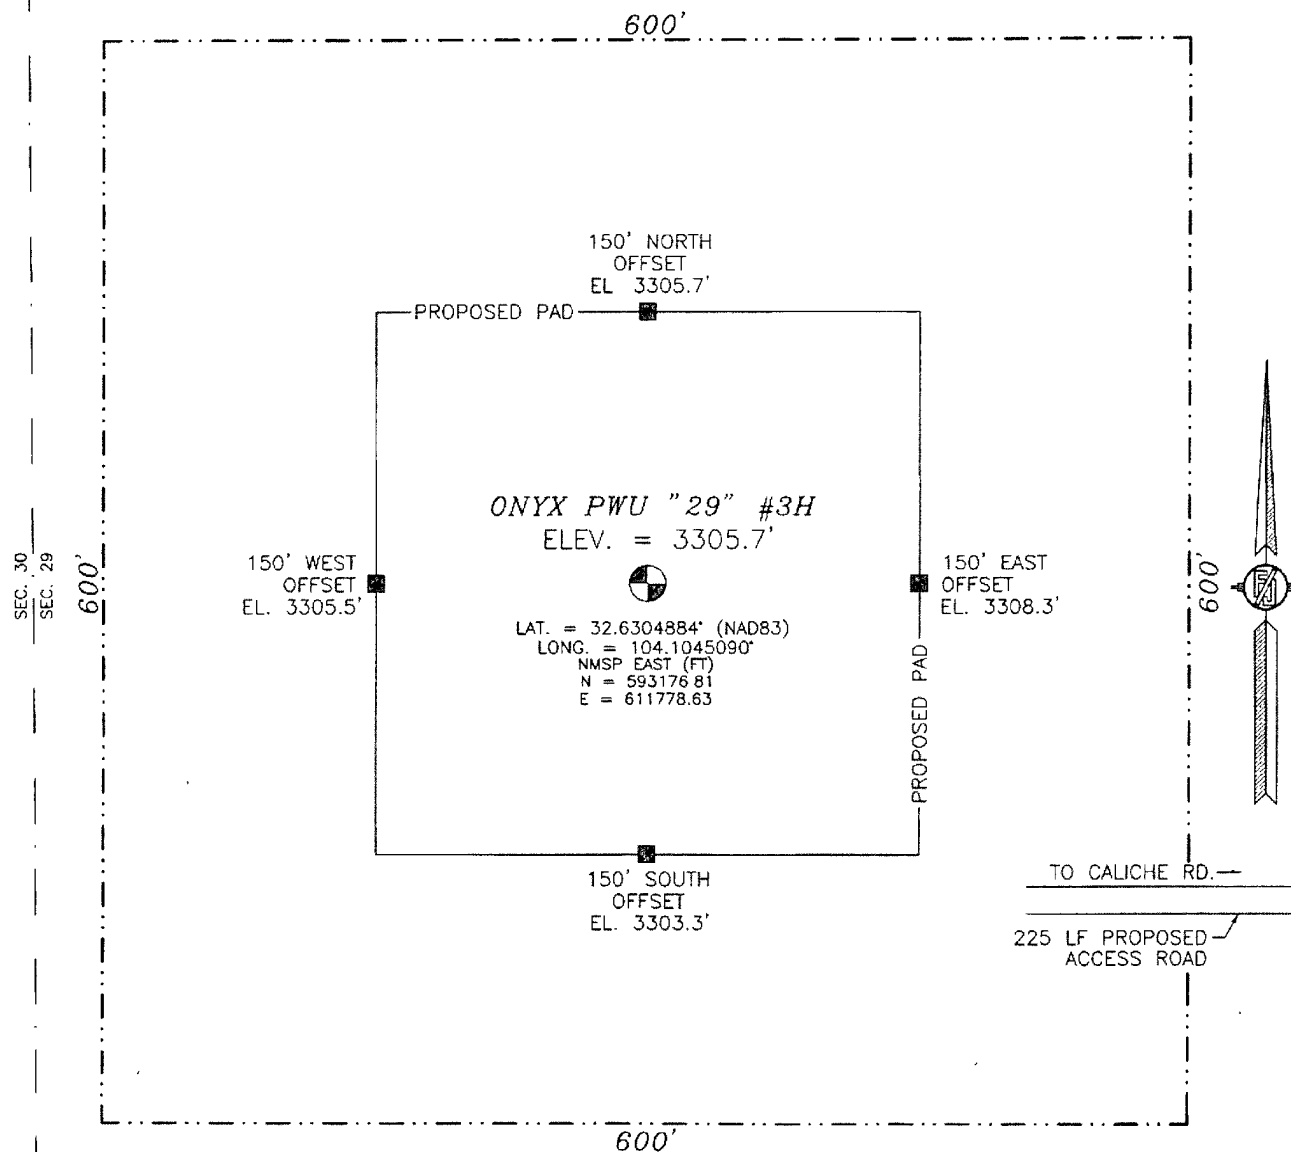 600'
150' NORTH
OFFSET
EL 3305.7'
PROPOSED PAD
ONYX PWU "29" #3H
ELEV. = 3305.7'
150' WEST
OFFSET
EL. 3305.5'
150' EAST
OFFSET
EL. 3308.3'
SEC. 30
SEC. 29
600'
600'
LAT. = 32.6304884° (NAD83)
LONG. = 104.1045090°
NMSP EAST (FT)
N = 593176 81
E = 611778.63
PROPOSED PAD
150' SOUTH
OFFSET
EL. 3303.3'
TO CALICHE RD.
225 LF PROPOSED
ACCESS ROAD
600'